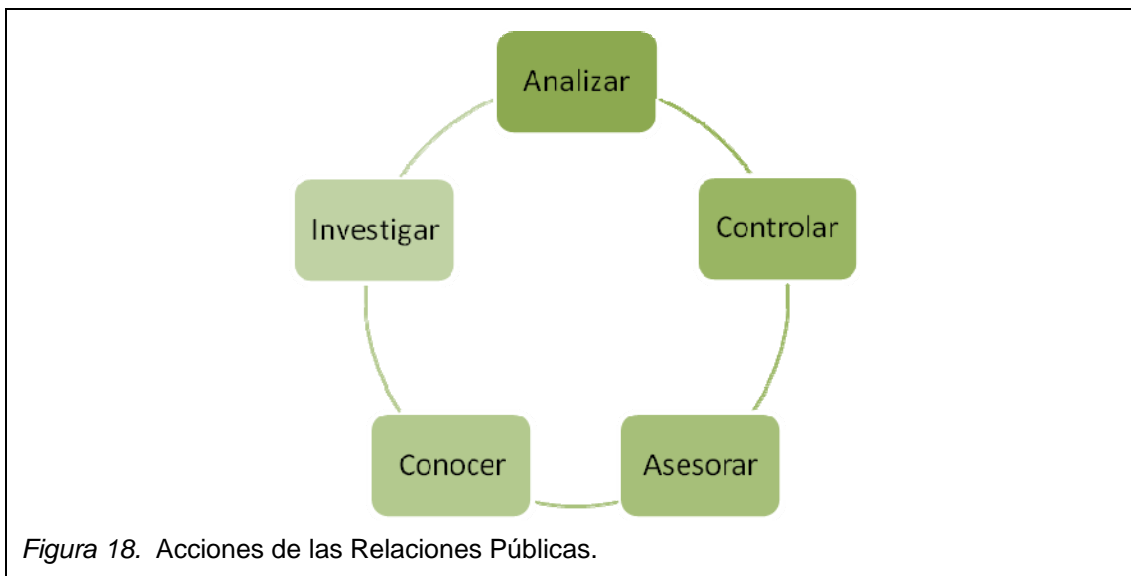 Analizar
Controlar
Asesorar
Conocer
Investigar
Figura 18. Acciones de las Relaciones Públicas.